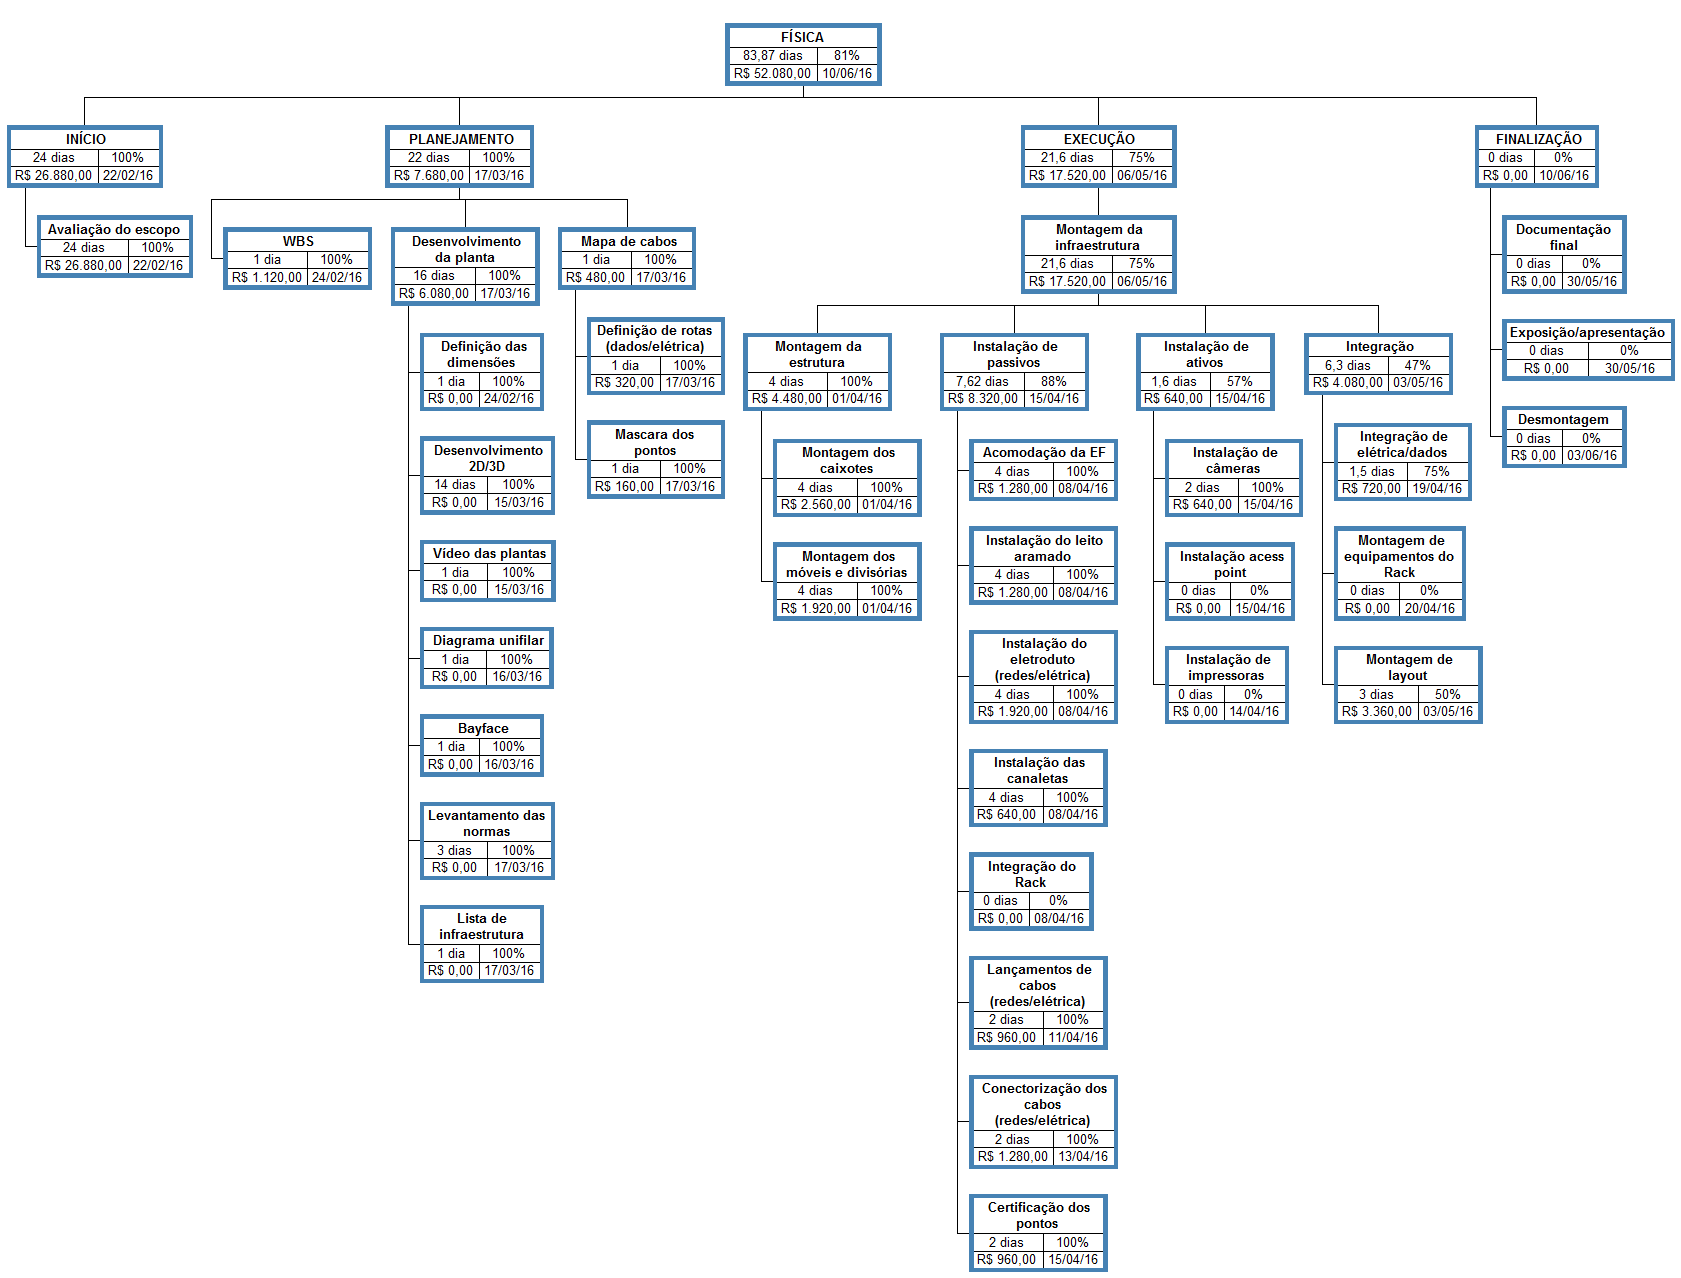 FÍSICA
83,87 dias 81%
R$ 52.080,00 10/06/16
INÍCIO
24 dias 100%
R$ 26.880,00 22/02/16
Avaliação do escopo
24 dias 100%
R$ 26.880,00 22/02/16
PLANEJAMENTO
22 dias 100%
R$ 7.680,00 17/03/16
WBS
1 dia 100%
R$ 1.120,00 24/02/16
Desenvolvimento
da planta
16 dias 100%
R$ 6.080,00 17/03/16
Definição das
dimensões
1 dia 100%
R$ 0,00 24/02/16
Desenvolvimento
2D/3D
14 dias 100%
R$ 0,00 15/03/16
Vídeo das plantas
1 dia 100%
R$ 0,00 15/03/16
Diagrama unifilar
1 dia 100%
R$ 0,00 16/03/16
Bayface
1 dia 100%
R$ 0,00 16/03/16
Levantamento das
normas
3 dias 100%
R$ 0,00 17/03/16
Lista de
infraestrutura
1 dia 100%
R$ 0,00 17/03/16
Mapa de cabos
1 dia 100%
R$ 480,00 17/03/16
Definição de rotas
(dados/elétrica)
1 dia 100%
R$ 320,00 17/03/16
Mascara dos
pontos
1 dia 100%
R$ 160,00 17/03/16
EXECUÇÃO
21,6 dias 75%
R$ 17.520,00 06/05/16
Montagem da
infraestrutura
21,6 dias 75%
R$ 17.520,00 06/05/16
Montagem da
estrutura
4 dias 100%
R$ 4.480,00 01/04/16
Montagem dos
caixotes
4 dias 100%
R$ 2.560,00 01/04/16
Montagem dos
móveis e divisórias
4 dias 100%
R$ 1.920,00 01/04/16
Instalação de
passivos
7,62 dias 88%
R$ 8.320,00 15/04/16
Acomodação da EF
4 dias 100%
R$ 1.280,00 08/04/16
Instalação do leito
aramado
4 dias 100%
R$ 1.280,00 08/04/16
Instalação do
eletroduto
(redes/elétrica)
4 dias 100%
R$ 1.920,00 08/04/16
Instalação das
canaletas
4 dias 100%
R$ 640,00 08/04/16
Integração do
Rack
0 dias 0%
R$ 0,00 08/04/16
Lançamentos de
cabos
(redes/elétrica)
2 dias 100%
R$ 960,00 11/04/16
Conectorização dos
cabos
(redes/elétrica)
2 dias 100%
R$ 1.280,00 13/04/16
Certificação dos
pontos
2 dias 100%
R$ 960,00 15/04/16
Instalação de
ativos
1,6 dias 57%
R$ 640,00 15/04/16
Instalação de
câmeras
2 dias 100%
R$ 640,00 15/04/16
Instalação acess
point
0 dias 0%
R$ 0,00 15/04/16
Instalação de
impressoras
0 dias 0%
R$ 0,00 14/04/16
Integração
6,3 dias 47%
R$ 4.080,00 03/05/16
Integração de
elétrica/dados
1,5 dias 75%
R$ 720,00 19/04/16
Montagem de
equipamentos do
Rack
0 dias 0%
R$ 0,00 20/04/16
Montagem de
layout
3 dias 50%
R$ 3.360,00 03/05/16
FINALIZAÇÃO
0 dias 0%
R$ 0,00 10/06/16
Documentação
final
0 dias 0%
R$ 0,00 30/05/16
Exposição/apresentação
0 dias 0%
R$ 0,00 30/05/16
Desmontagem
0 dias 0%
R$ 0,00 03/06/16